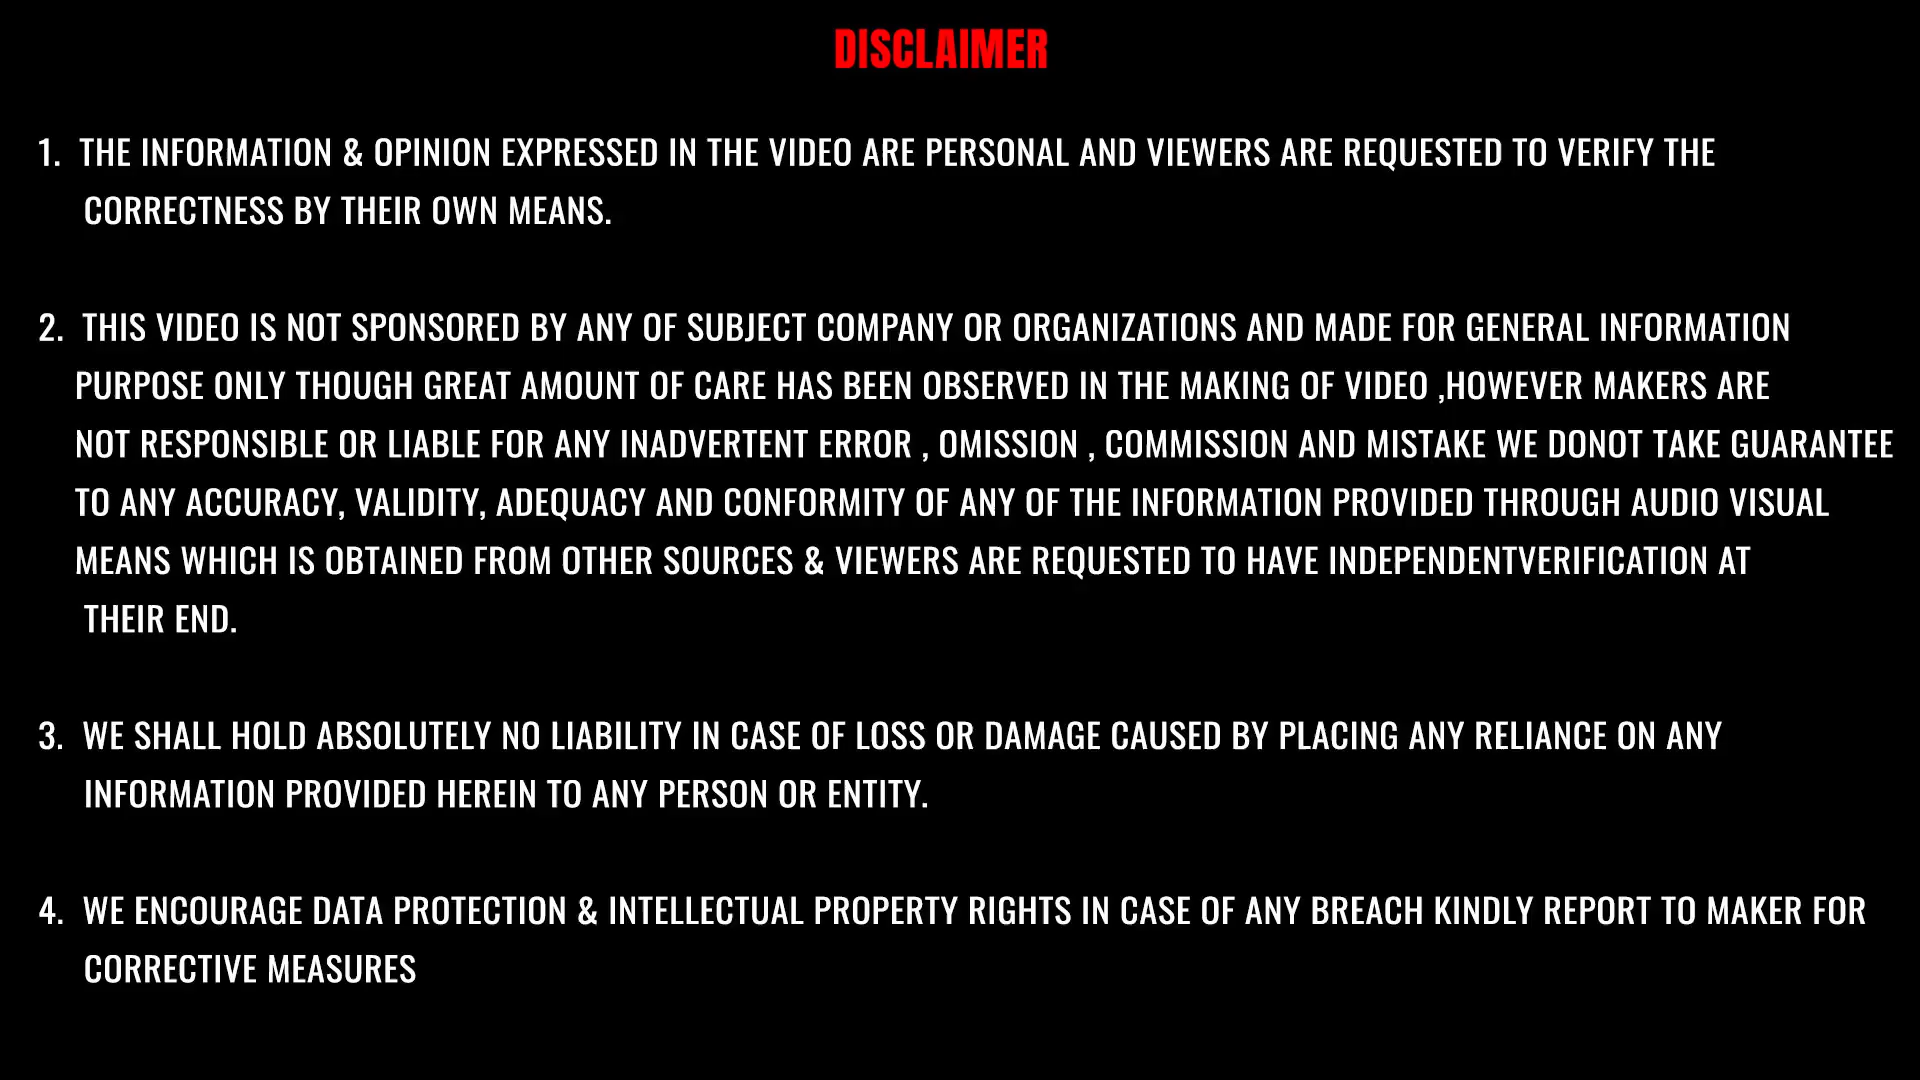 DISCLAIMER
1. THE INFORMATION & OPINION EXPRESSED IN THE VIDEO ARE PERSONAL AND VIEWERS ARE REQUESTED TO VERIFY THE
CORRECTNESS BY THEIR OWN MEANS.
2. THIS VIDEO IS NOT SPONSORED BY ANY OF SUBJECT COMPANY OR ORGANIZATIONS AND MADE FOR GENERAL INFORMATION
PURPOSE ONLY THOUGH GREAT AMOUNT OF CARE HAS BEEN OBSERVED IN THE MAKING OF VIDEO ,HOWEVER MAKERS ARE
NOT RESPONSIBLE OR LIABLE FOR ANY INADVERTENT ERROR , OMISSION , COMMISSION AND MISTAKE WE DONOT TAKE GUARANTEE
TO ANY ACCURACY, VALIDITY, ADEQUACY AND CONFORMITY OF ANY OF THE INFORMATION PROVIDED THROUGH AUDIO VISUAL
MEANS WHICH IS OBTAINED FROM OTHER SOURCES & VIEWERS ARE REQUESTED TO HAVE INDEPENDENTVERIFICATION AT
THEIR END.
3. WE SHALL HOLD ABSOLUTELY NO LIABILITY IN CASE OF LOSS OR DAMAGE CAUSED BY PLACING ANY RELIANCE ON ANY
INFORMATION PROVIDED HEREIN TO ANY PERSON OR ENTITY.
4. WE ENCOURAGE DATA PROTECTION & INTELLECTUAL PROPERTY RIGHTS IN CASE OF ANY BREACH KINDLY REPORT TO MAKER FOR
CORRECTIVE MEASURES